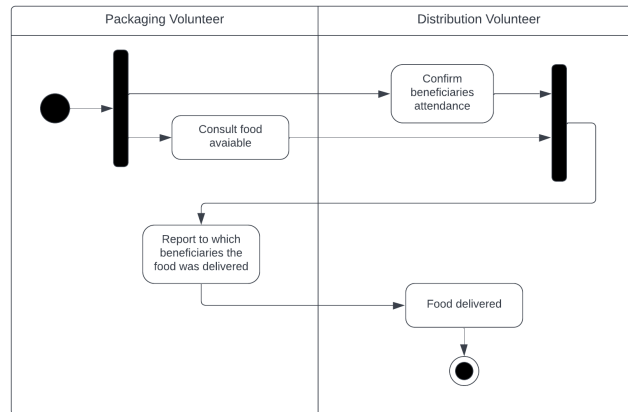 Packaging Volunteer
Distribution Volunteer
Confirm
beneficiaries
attendance
Consult food
avaiable
Report to which
beneficiaries the
food was delivered
Food delivered